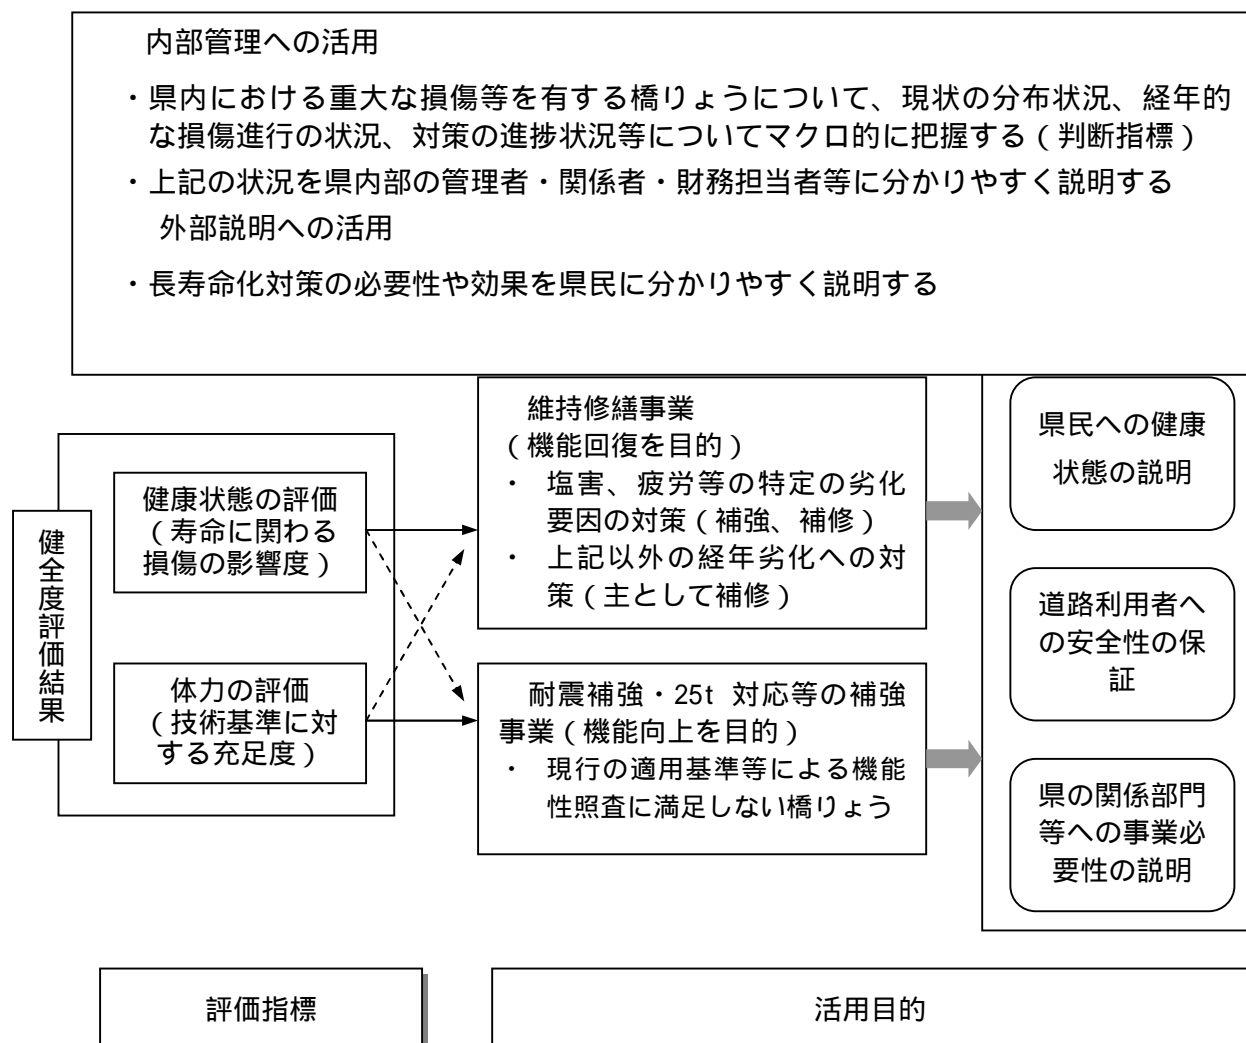 内部管理への活用
・県内における重大な損傷等を有する橋りょうについて、現状の分布状況、経年的
な損傷進行の状況、対策の進捗状況等についてマクロ的に把握する（判断指標）
・上記の状況を県内部の管理者・関係者・財務担当者等に分かりやすく説明する
外部説明への活用
・長寿命化対策の必要性や効果を県民に分かりやすく説明する
健全度評価結果
健康状態の評価
（寿命に関わる
損傷の影響度）
体力の評価
（技術基準に対
する充足度）
維持修繕事業
（機能回復を目的）
・ 塩害、疲労等の特定の劣化
要因の対策（補強、補修）
・ 上記以外の経年劣化への対
策（主として補修）
耐震補強・25t 対応等の補強
事業（機能向上を目的）
・ 現行の適用基準等による機能
性照査に満足しない橋りょう
県民への健康
状態の説明
道路利用者へ
の安全性の保
証
県の関係部門
等への事業必
要性の説明
評価指標
活用目的